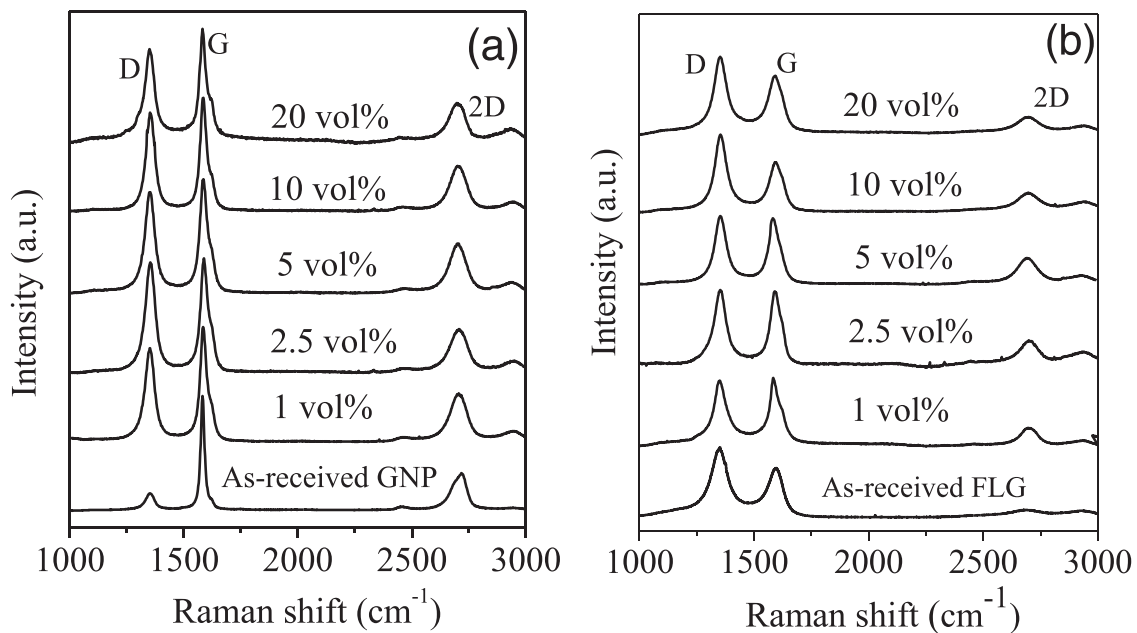 (a)
D
G
2D
20 vol%
10 vol%
5 vol%
2.5 vol%
1 vol%
As-received GNP
Intensity (a.u.)
1000 1500 2000 2500 3000
Raman shift (cm-1)
(b)
D
G
2D
20 vol%
10 vol%
5 vol%
2.5 vol%
1 vol%
As-received FLG
Intensity (a.u.)
1000 1500 2000 2500 3000
Raman shift (cm-1)